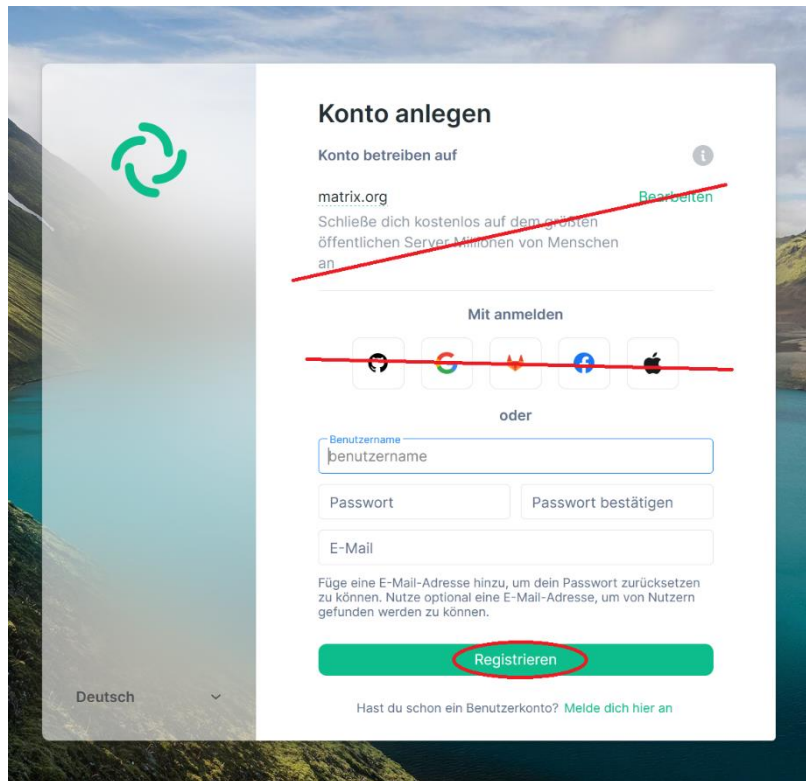 Konto anlegen
Konto betreiben auf
matrix.org Bearbeiten
Schließe dich kostenlos auf dem größten
öffentlichen Server Millionen von Menschen
an
Mit anmelden
oder
Benutzername
benutzername
Passwort Passwort bestätigen
E-Mail
Füge eine E-Mail-Adresse hinzu, um dein Passwort zurücksetzen
zu können. Nutze optional eine E-Mail-Adresse, um von Nutzern
gefunden werden zu können.
Registrieren
Deutsch
Hast du schon ein Benutzerkonto? Melde dich hier an